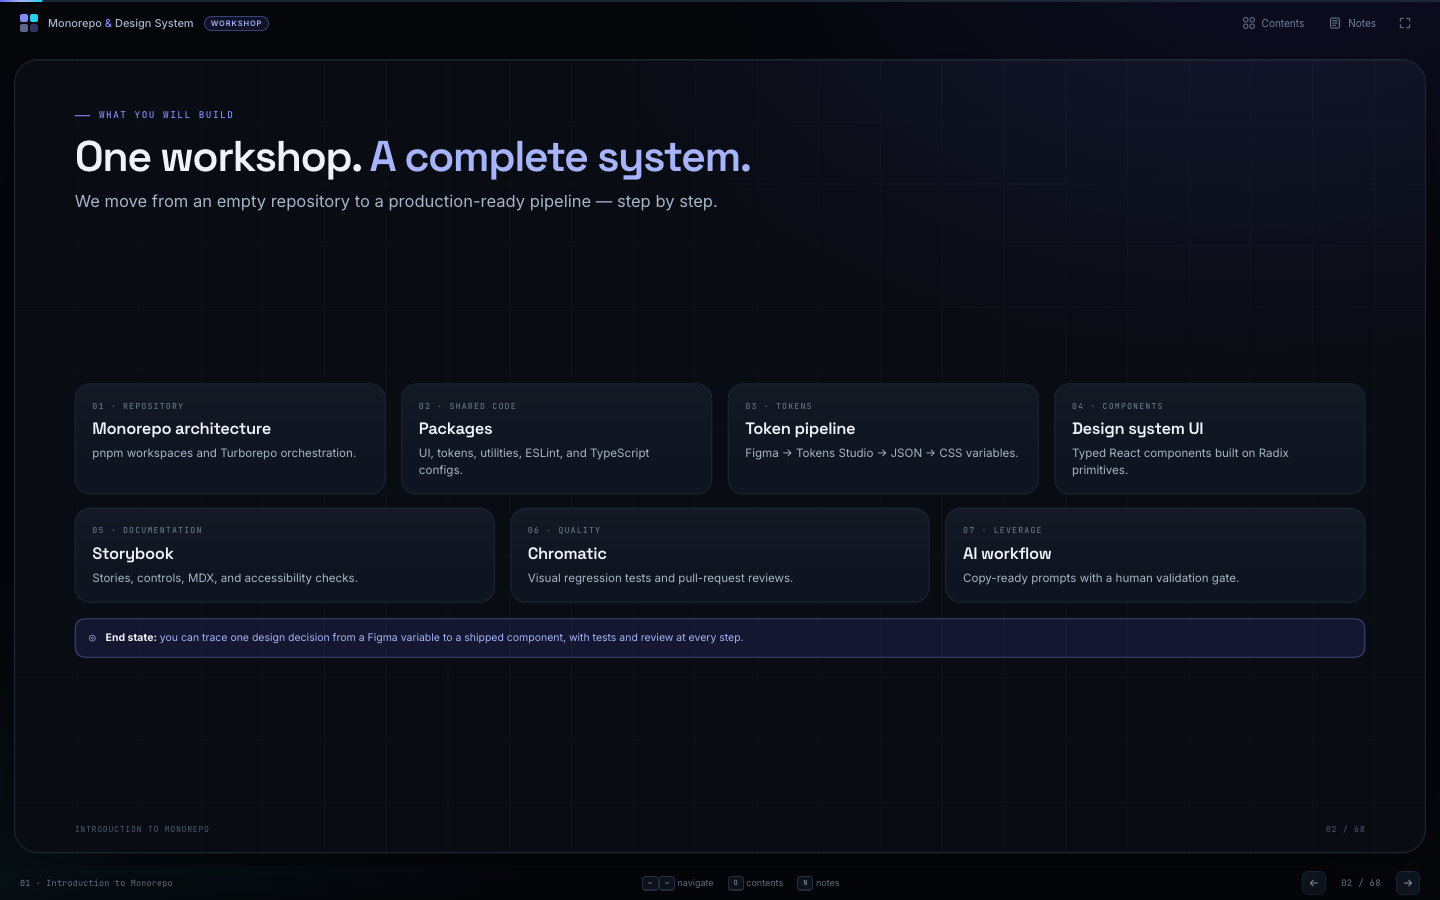 Monorepo & Design System WORKSHOP
Contents Notes
WHAT YOU WILL BUILD
One workshop. A complete system.
We move from an empty repository to a production-ready pipeline — step by step.
01 · REPOSITORY
Monorepo architecture
pnpm workspaces and Turborepo orchestration.
02 · SHARED CODE
Packages
UI, tokens, utilities, ESLint, and TypeScript
configs.
03 · TOKENS
Token pipeline
Figma → Tokens Studio → JSON → CSS variables.
04 · COMPONENTS
Design system UI
Typed React components built on Radix
primitives.
05 · DOCUMENTATION
Storybook
Stories, controls, MDX, and accessibility checks.
06 · QUALITY
Chromatic
Visual regression tests and pull-request reviews.
07 · LEVERAGE
AI workflow
Copy-ready prompts with a human validation gate.
◎ End state: you can trace one design decision from a Figma variable to a shipped component, with tests and review at every step.
INTRODUCTION TO MONOREPO
02 / 68
01 · Introduction to Monorepo
← → navigate O contents N notes
← 02 / 68 →